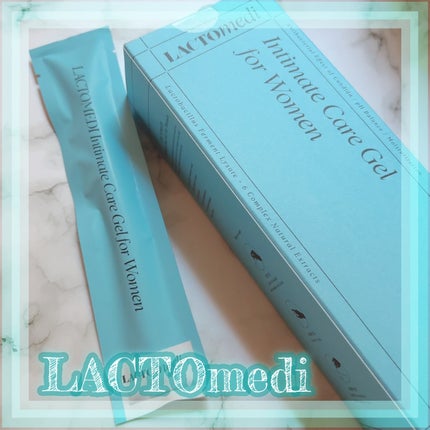 LACTOmedi
Intimate Care Gel
for Women
Lactobacillus Ferment Lysate + 6 Complex Natural Extracts
LACTOMEDI Intimate Care Gel for Women
LACTOmedi